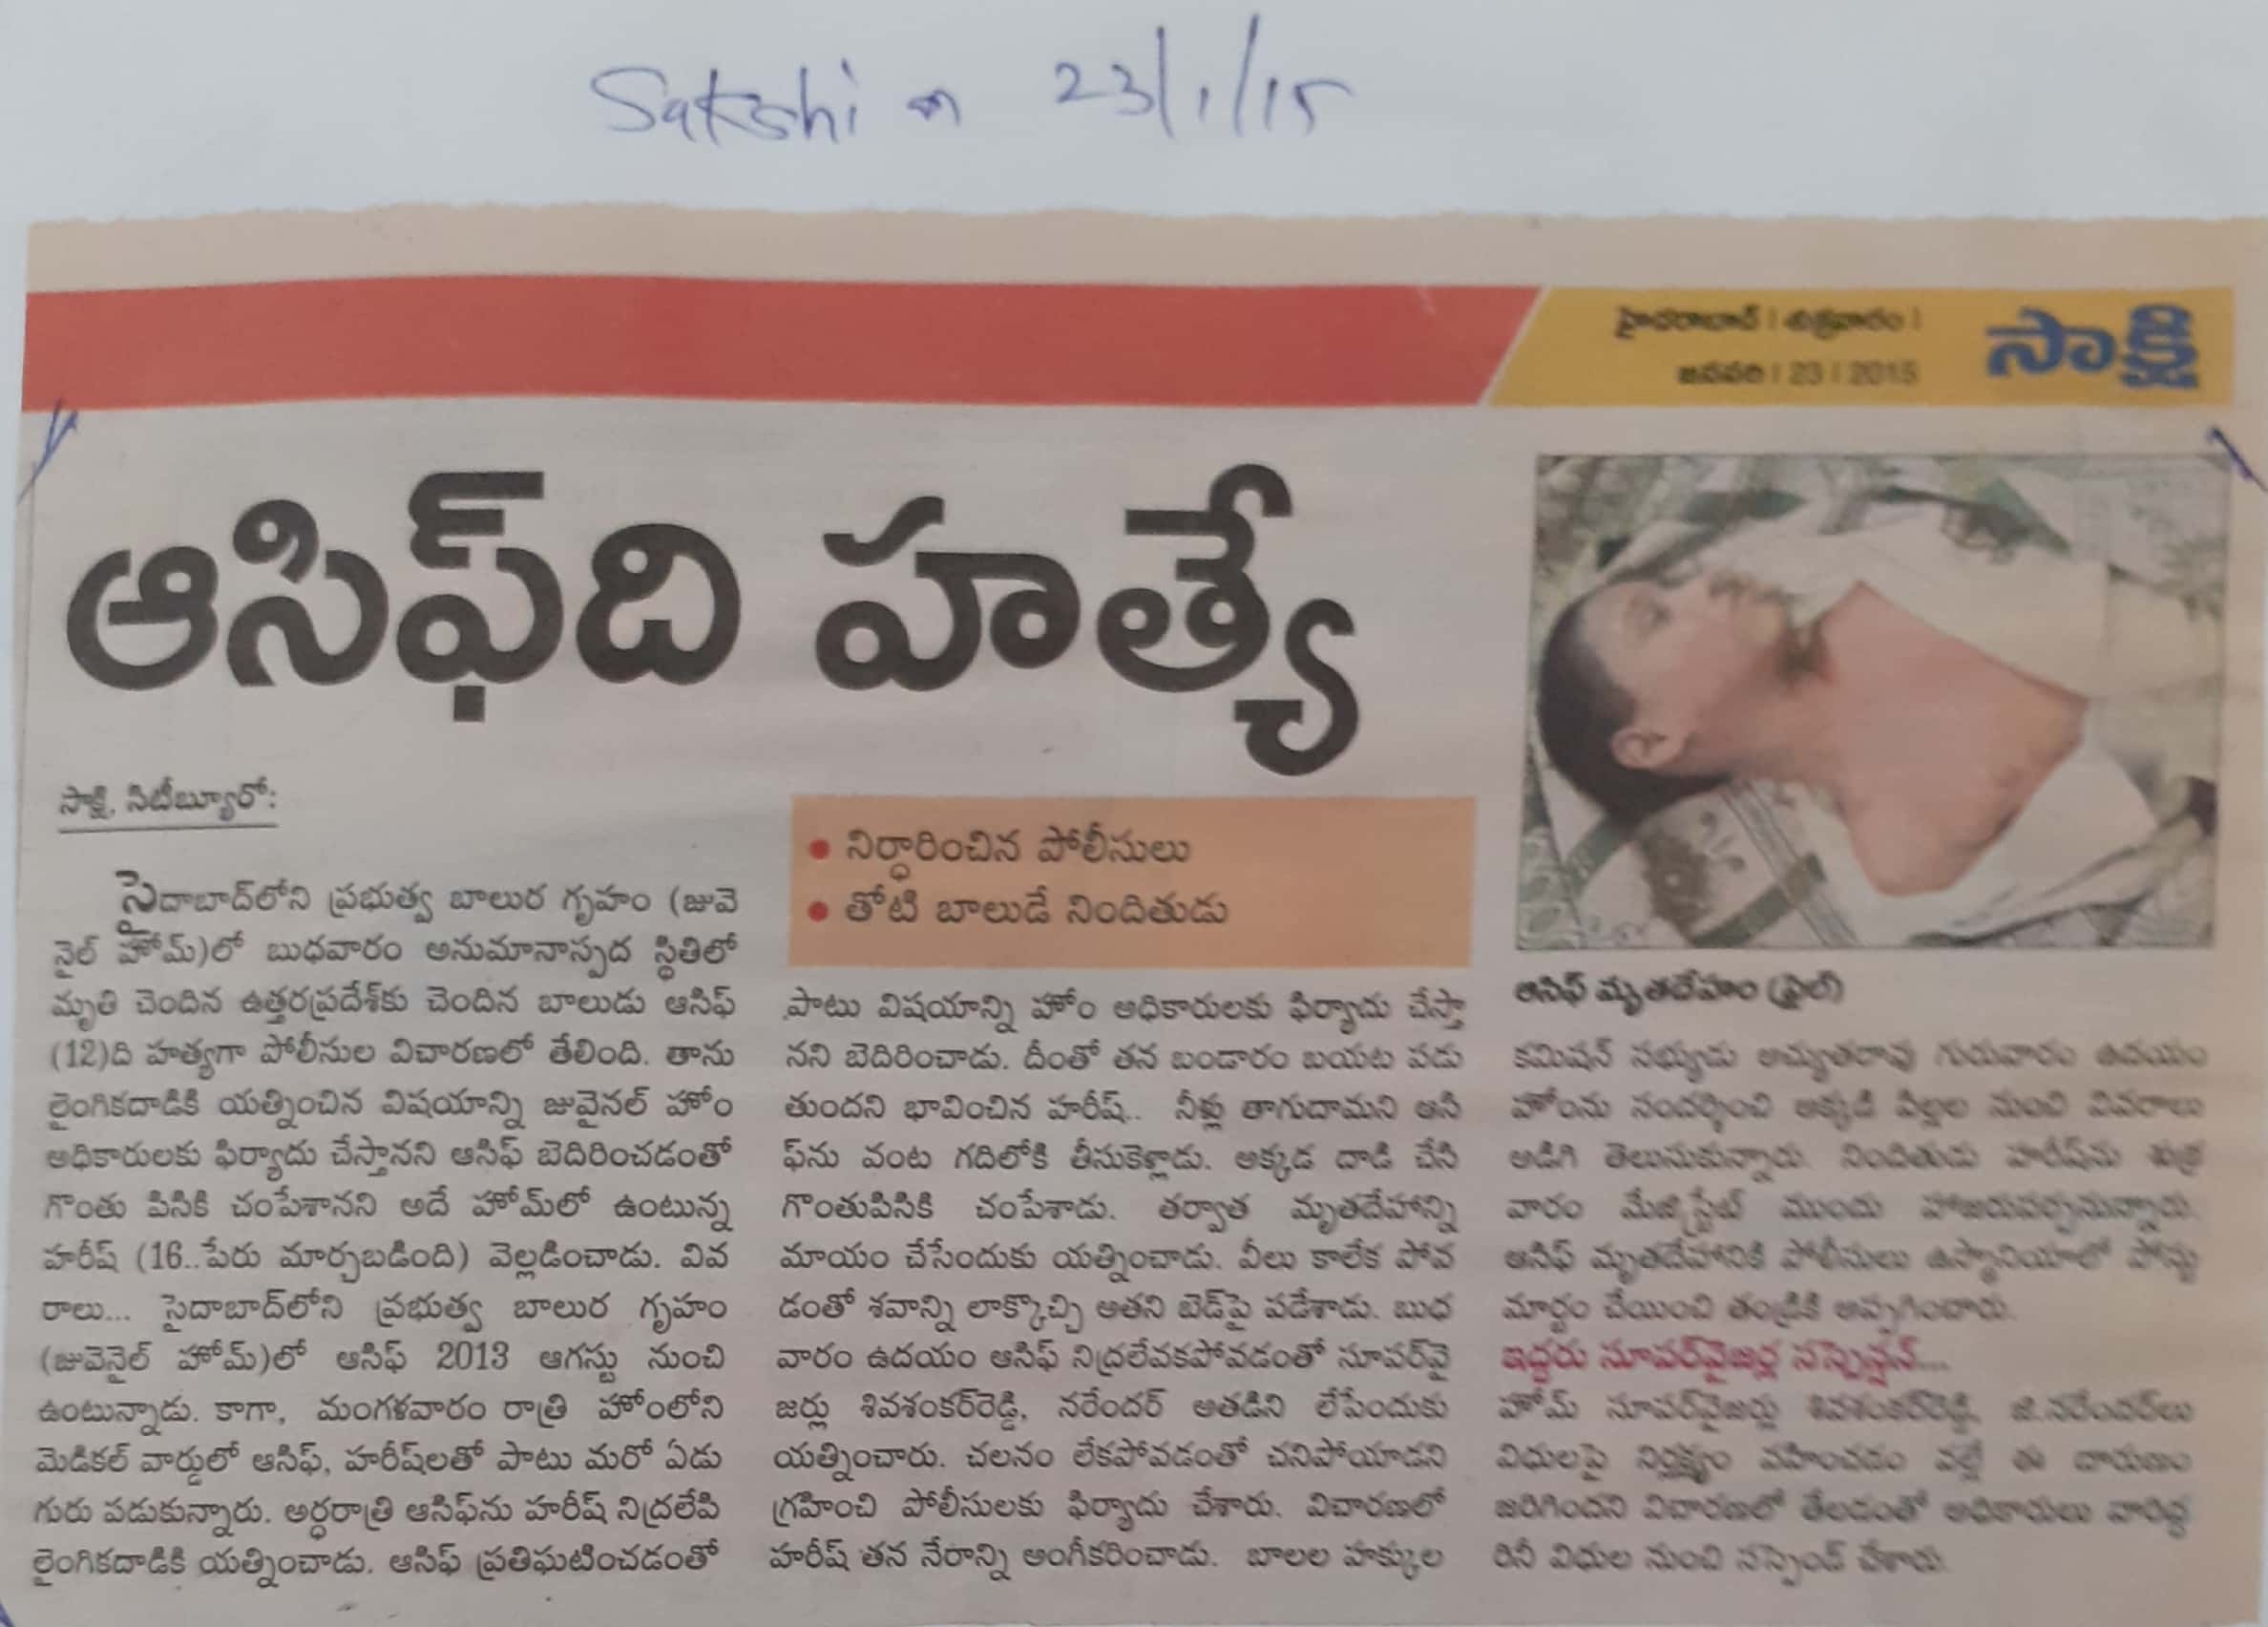 Sakshi on 23/1/15
హైదరాబాద్ | శుక్రవారం |
జనవరి | 23 | 2015
సాక్షి
ఆసిఫ్‌ది హత్యే
సాక్షి, సిటీబ్యూరో:
సైదాబాద్‌లోని ప్రభుత్వ బాలుర గృహం (జువె
నైల్ హోమ్)లో బుధవారం అనుమానాస్పద స్థితిలో
మృతి చెందిన ఉత్తరప్రదేశ్‌కు చెందిన బాలుడు ఆసిఫ్
(12)ది హత్యగా పోలీసుల విచారణలో తేలింది. తాను
లైంగికదాడికి యత్నించిన విషయాన్ని జువైనల్ హోం
అధికారులకు ఫిర్యాదు చేస్తానని ఆసిఫ్ బెదిరించడంతో
గొంతు పిసికి చంపేశానని అదే హోమ్‌లో ఉంటున్న
హరీష్ (16..పేరు మార్చబడింది) వెల్లడించాడు. వివ
రాలు... సైదాబాద్‌లోని ప్రభుత్వ బాలుర గృహం
(జువెనైల్ హోమ్)లో ఆసిఫ్ 2013 ఆగస్టు నుంచి
ఉంటున్నాడు. కాగా, మంగళవారం రాత్రి హోంలోని
మెడికల్ వార్డులో ఆసిఫ్, హరీష్‌లతో పాటు మరో ఏడు
గురు పడుకున్నారు. అర్ధరాత్రి ఆసిఫ్‌ను హరీష్ నిద్రలేపి
లైంగికదాడికి యత్నించాడు. ఆసిఫ్ ప్రతిఘటించడంతో
• నిర్ధారించిన పోలీసులు
• తోటి బాలుడే నిందితుడు
పాటు విషయాన్ని హోం అధికారులకు ఫిర్యాదు చేస్తా
నని బెదిరించాడు. దీంతో తన బండారం బయట పడు
తుందని భావించిన హరీష్.. నీళ్లు తాగుదామని ఆసి
ఫ్‌ను వంట గదిలోకి తీసుకెళ్లాడు. అక్కడ దాడి చేసి
గొంతుపిసికి చంపేశాడు. తర్వాత మృతదేహాన్ని
మాయం చేసేందుకు యత్నించాడు. వీలు కాలేక పోవ
డంతో శవాన్ని లాక్కొచ్చి అతని బెడ్‌పై పడేశాడు. బుధ
వారం ఉదయం ఆసిఫ్ నిద్రలేవకపోవడంతో సూపర్‌వై
జర్లు శివశంకర్‌రెడ్డి, నరేందర్ అతడిని లేపేందుకు
యత్నించారు. చలనం లేకపోవడంతో చనిపోయాడని
గ్రహించి పోలీసులకు ఫిర్యాదు చేశారు. విచారణలో
హరీష్ తన నేరాన్ని అంగీకరించాడు. బాలల హక్కుల
ఆసిఫ్ మృతదేహం (ఫైల్)
కమిషన్ సభ్యుడు అచ్యుతరావు గురువారం ఉదయం
హోంను సందర్శించి అక్కడి పిల్లల నుంచి వివరాలు
అడిగి తెలుసుకున్నారు. నిందితుడు హరీష్‌ను శుక్ర
వారం మేజిస్ట్రేట్ ముందు హాజరుపర్చనున్నారు.
ఆసిఫ్ మృతదేహానికి పోలీసులు ఉస్మానియాలో పోస్టు
మార్టం చేయించి తండ్రికి అప్పగించారు.
ఇద్దరు సూపర్‌వైజర్ల సస్పెన్షన్...
హోమ్ సూపర్‌వైజర్లు శివశంకర్‌రెడ్డి, జి.నరేందర్‌లు
విధులపై నిర్లక్ష్యం వహించడం వల్లే ఈ దారుణం
జరిగిందని విచారణలో తేలడంతో అధికారులు వారిద్ద
రినీ విధుల నుంచి సస్పెండ్ చేశారు.